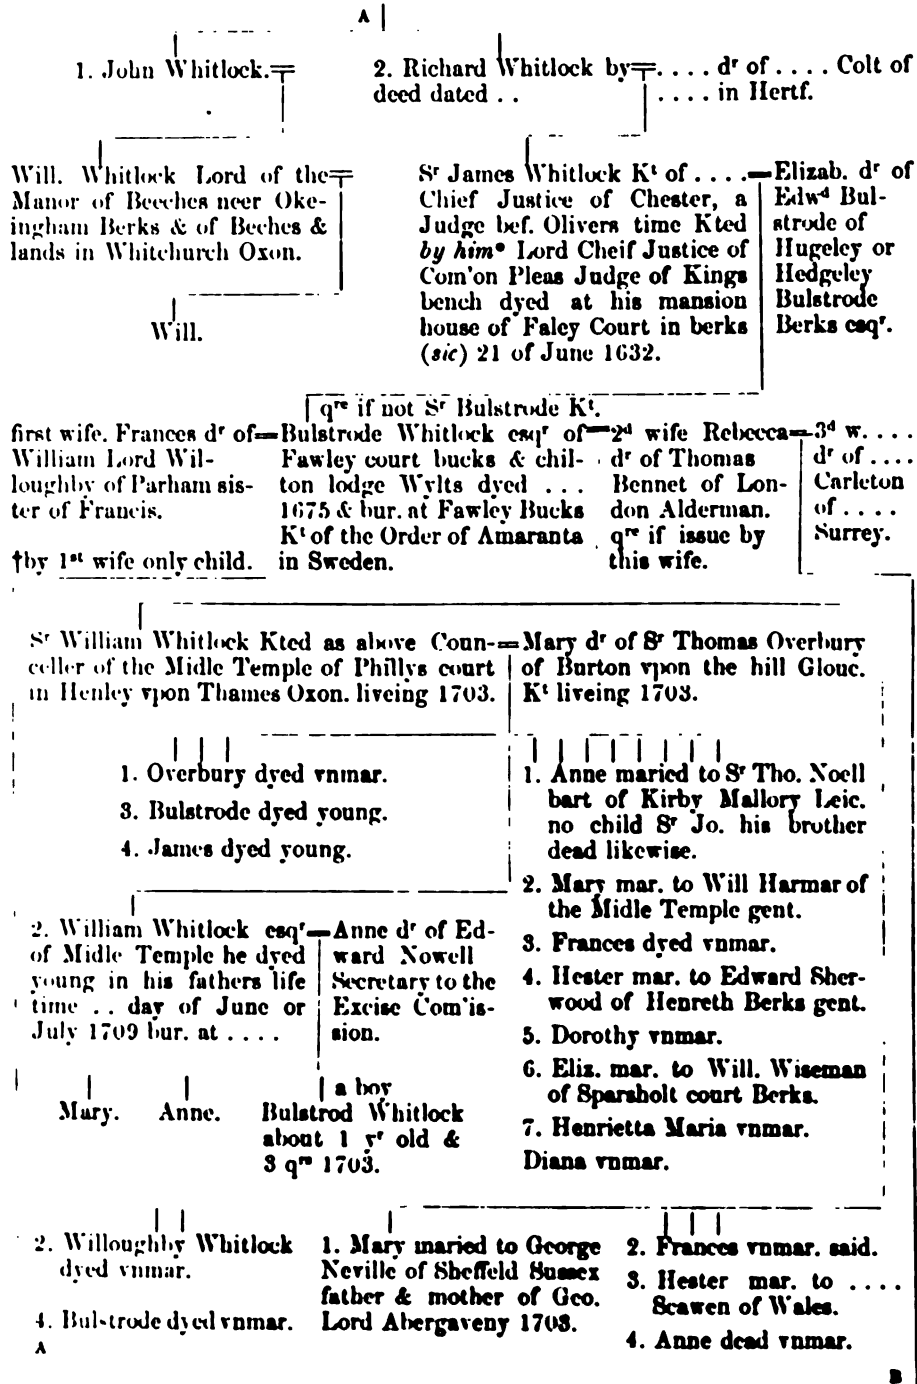 A
1. John Whitlock.
2. Richard Whitlock by . . . . dʳ of . . . . Colt of
deed dated . .
. . . . in Hertf.
Will. Whitlock Lord of the
Manor of Beeches neer Oke-
ingham Berks & of Beches &
lands in Whitchurch Oxon.
Will.
Sʳ James Whitlock Kᵗ of . . . .
Chief Justice of Chester, a
Judge bef. Olivers time Kted
by him* Lord Cheif Justice of
Com'on Pleas Judge of Kings
bench dyed at his mansion
house of Faley Court in berks
(sic) 21 of June 1632.
Elizab. dʳ of
Edwᵈ Bul-
strode of
Hugeley or
Hedgeley
Bulstrode
Berks esqʳ.
qʳᵉ if not Sʳ Bulstrode Kᵗ.
first wife. Frances dʳ of
William Lord Wil-
loughby of Parham sis-
ter of Francis.
†by 1ˢᵗ wife only child.
Bulstrode Whitlock esqʳ of
Fawley court bucks & chil-
ton lodge Wylts dyed . . .
1675 & bur. at Fawley Bucks
Kᵗ of the Order of Amaranta
in Sweden.
2ᵈ wife Rebecca
dʳ of Thomas
Bennet of Lon-
don Alderman.
qʳᵉ if issue by
this wife.
3ᵈ w. . . .
dʳ of . . . .
Carleton
of . . . .
Surrey.
Sʳ William Whitlock Kted as above Coun-
celler of the Midle Temple of Phillys court
in Henley vpon Thames Oxon. liveing 1703.
Mary dʳ of Sʳ Thomas Overbury
of Burton vpon the hill Glouc.
Kᵗ liveing 1703.
1. Overbury dyed vnmar.
3. Bulstrode dyed young.
4. James dyed young.
1. Anne maried to Sʳ Tho. Noell
bart of Kirby Mallory Leic.
no child Sʳ Jo. his brother
dead likewise.
2. Mary mar. to Will Harmar of
the Midle Temple gent.
3. Frances dyed vnmar.
4. Hester mar. to Edward Sher-
wood of Henreth Berks gent.
5. Dorothy vnmar.
6. Eliz. mar. to Will. Wiseman
of Sparsholt court Berks.
7. Henrietta Maria vnmar.
Diana vnmar.
2. William Whitlock esqʳ
of Midle Temple he dyed
young in his fathers life
time . . day of June or
July 1709 bur. at . . . .
Anne dʳ of Ed-
ward Nowell
Secretary to the
Excise Com'is-
sion.
Mary.
Anne.
a boy
Bulstrod Whitlock
about 1 yʳ old &
3 qʳˢ 1703.
2. Willoughby Whitlock
dyed vnmar.
4. Bulstrode dyed vnmar.
A
1. Mary maried to George
Neville of Sheffeld Sussex
father & mother of Geo.
Lord Abergaveny 1703.
2. Frances vnmar. said.
3. Hester mar. to . . . .
Scawen of Wales.
4. Anne dead vnmar.
B